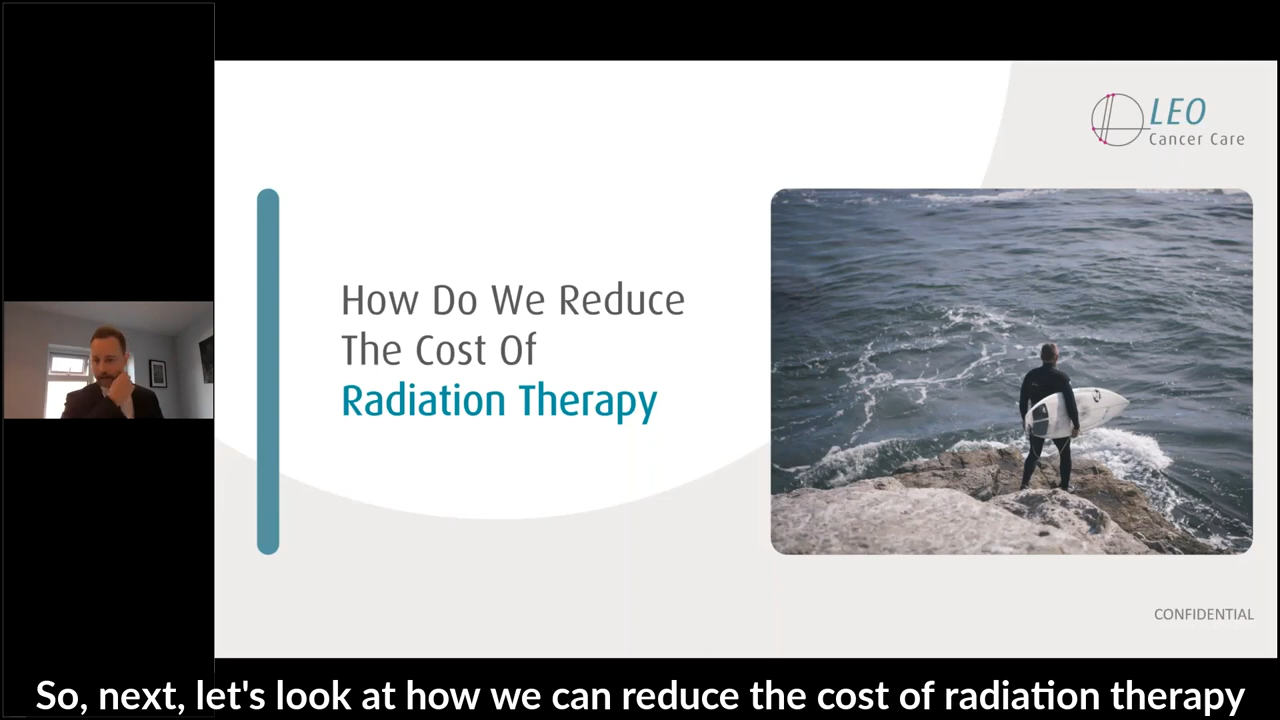 LEO
Cancer Care
How Do We Reduce
The Cost Of
Radiation Therapy
CONFIDENTIAL
So, next, let's look at how we can reduce the cost of radiation therapy